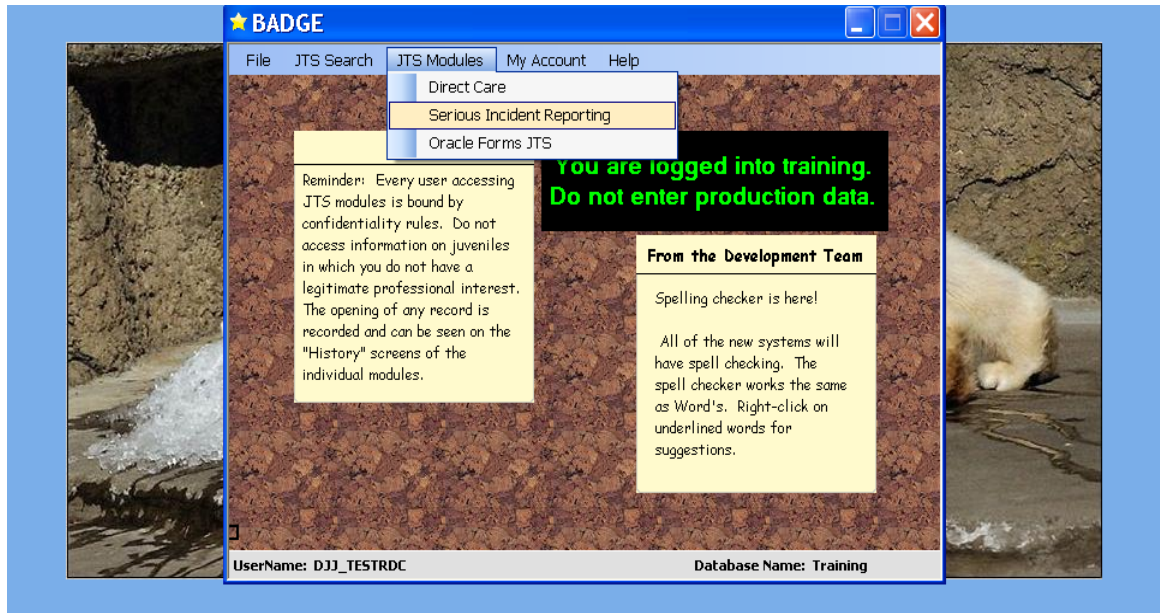 BADGE
File JTS Search JTS Modules My Account Help
Direct Care
Serious Incident Reporting
Oracle Forms JTS
You are logged into training.
Do not enter production data.
Reminder: Every user accessing
JTS modules is bound by
confidentiality rules. Do not
access information on juveniles
in which you do not have a
legitimate professional interest.
The opening of any record is
recorded and can be seen on the
"History" screens of the
individual modules.
From the Development Team
Spelling checker is here!
All of the new systems will
have spell checking. The
spell checker works the same
as Word's. Right-click on
underlined words for
suggestions.
UserName: DJJ_TESTRDC
Database Name: Training